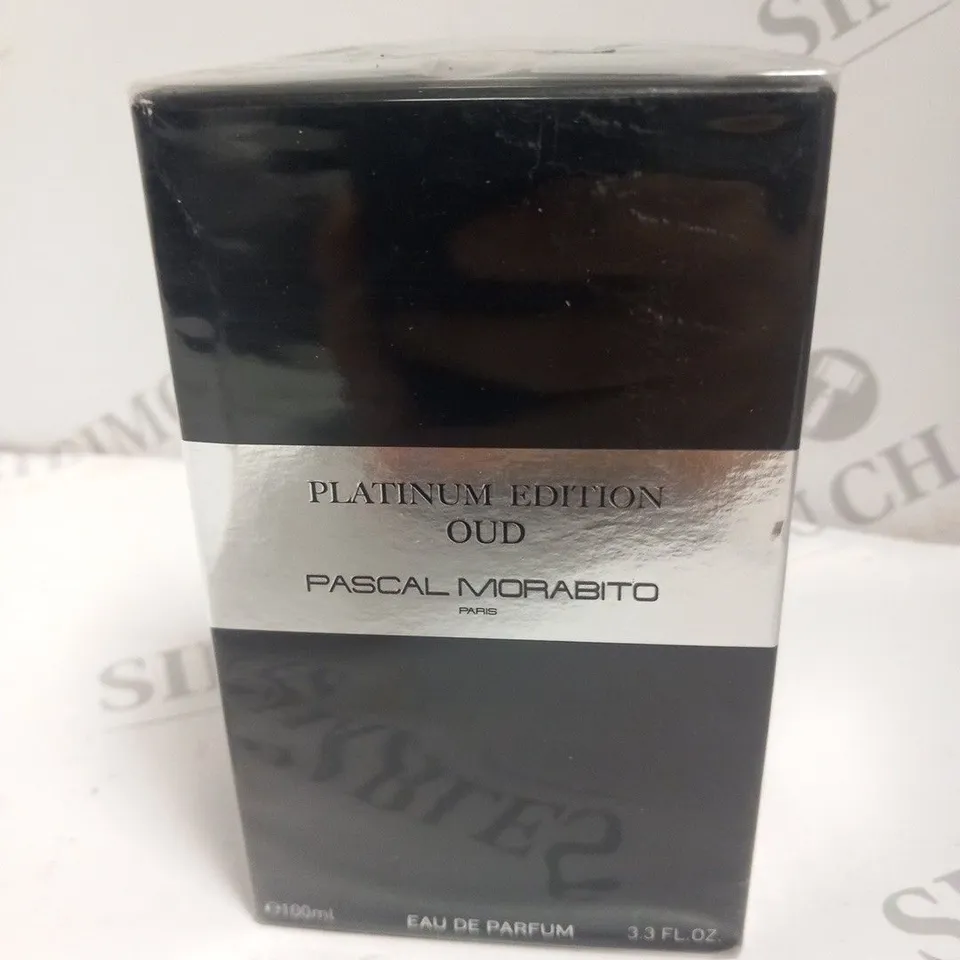 PLATINUM EDITION
OUD
PASCAL MORABITO
PARIS
℮100mL
EAU DE PARFUM
3.3 FL.OZ.